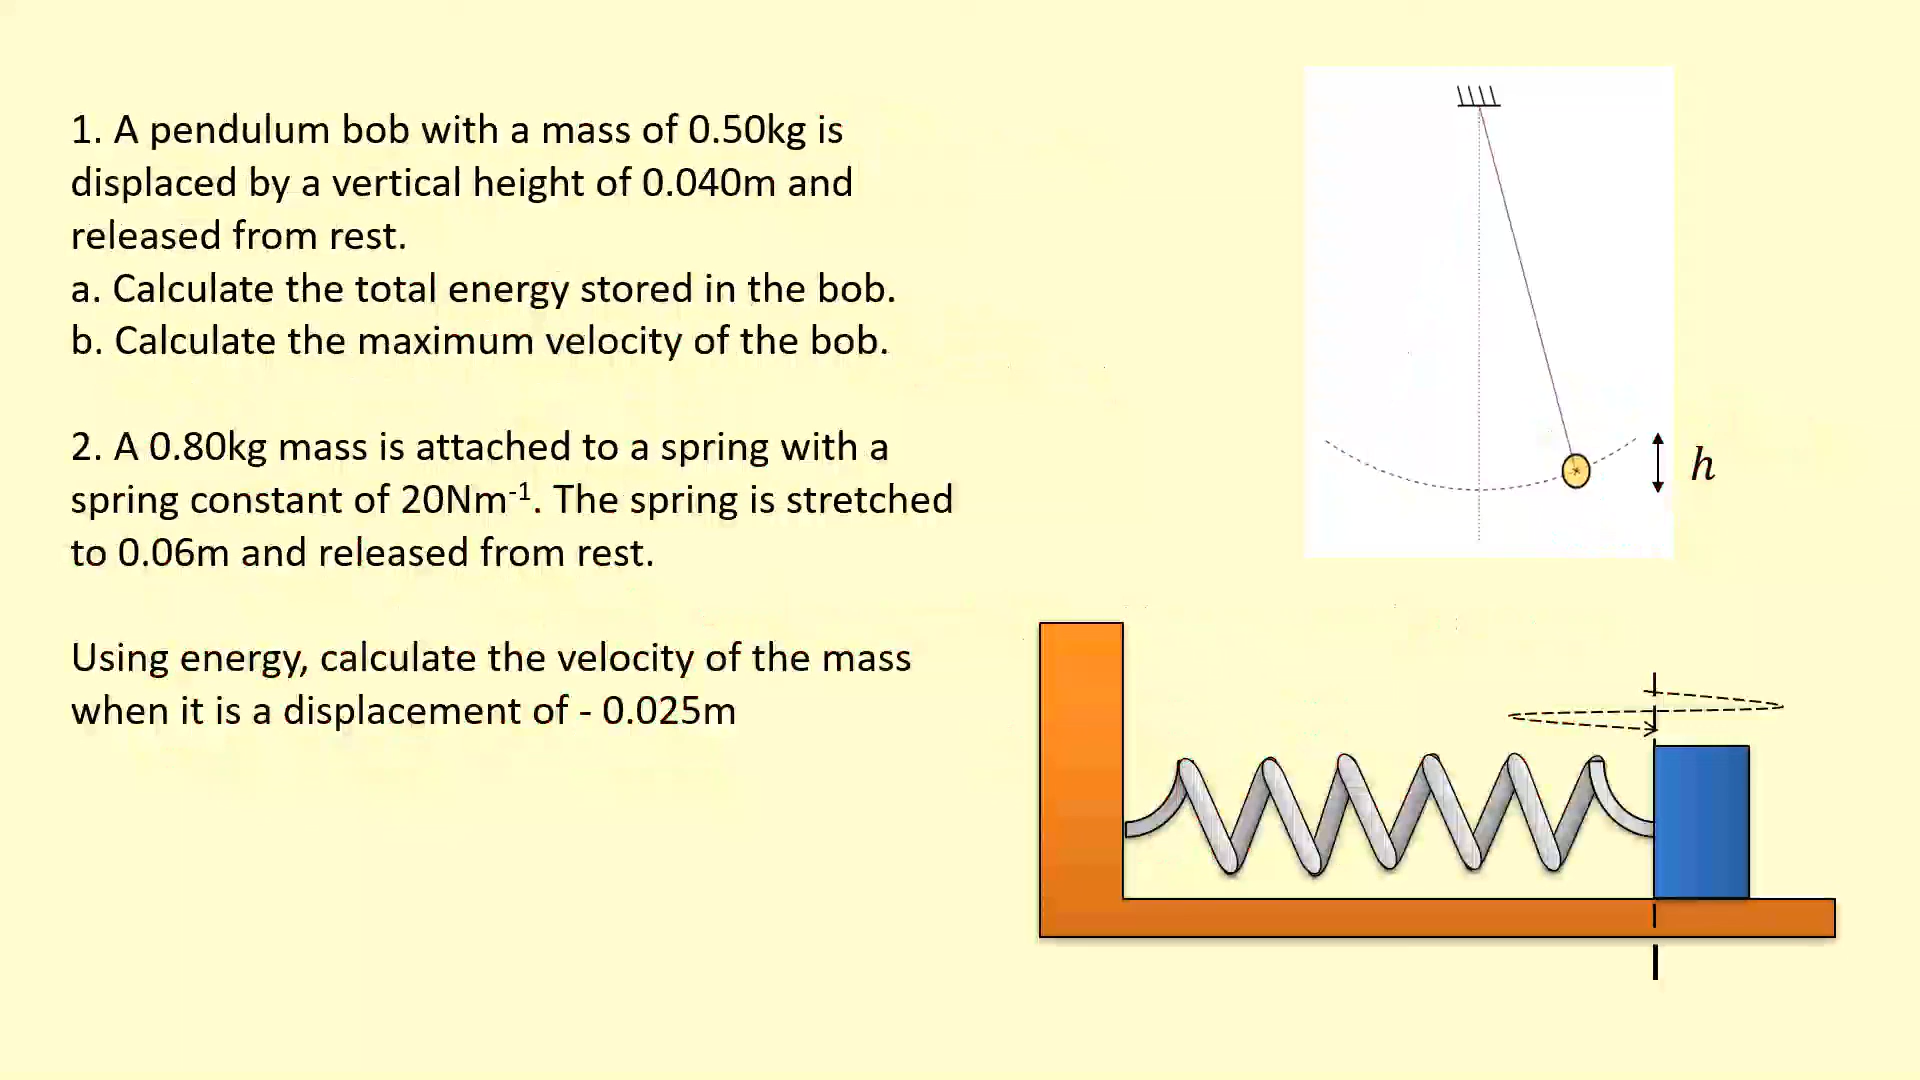 1. A pendulum bob with a mass of 0.50kg is
displaced by a vertical height of 0.040m and
released from rest.
a. Calculate the total energy stored in the bob.
b. Calculate the maximum velocity of the bob.
2. A 0.80kg mass is attached to a spring with a
spring constant of 20Nm⁻¹. The spring is stretched
to 0.06m and released from rest.
Using energy, calculate the velocity of the mass
when it is a displacement of - 0.025m
h